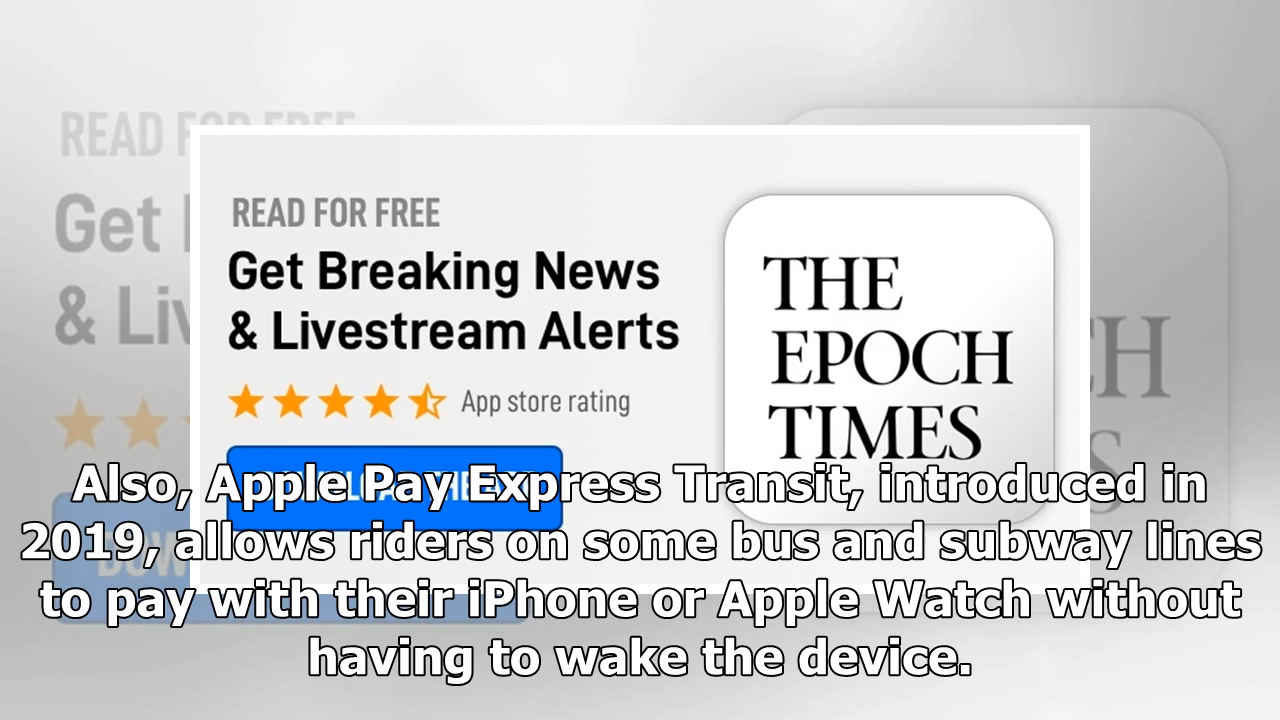 READ FOR FREE
Get Breaking News
& Livestream Alerts
App store rating
THE
EPOCH
TIMES
Also, Apple Pay Express Transit, introduced in
2019, allows riders on some bus and subway lines
to pay with their iPhone or Apple Watch without
having to wake the device.